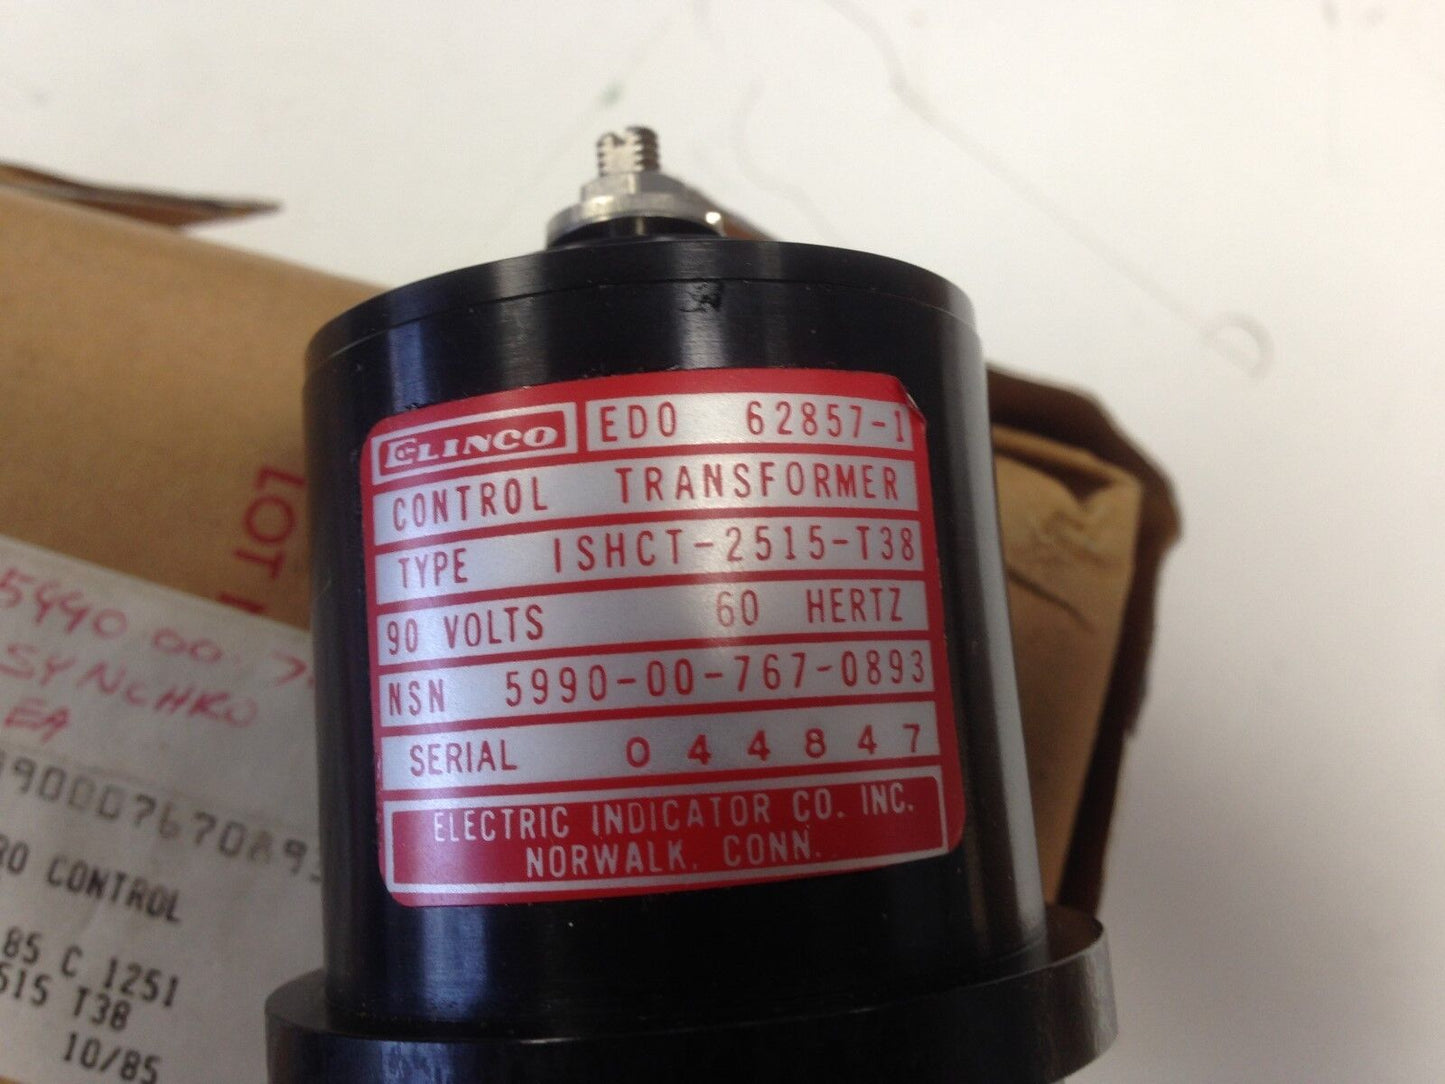 ELINCO
EDO 62857-1
CONTROL TRANSFORMER
TYPE ISHCT-2515-T38
90 VOLTS 60 HERTZ
NSN 5990-00-767-0893
SERIAL 044847
ELECTRIC INDICATOR CO. INC.
NORWALK, CONN.
LOT
5990 00-7
SYNCHRO
EA
990007670893
RO CONTROL
85 C 1251
515 T38
10/85